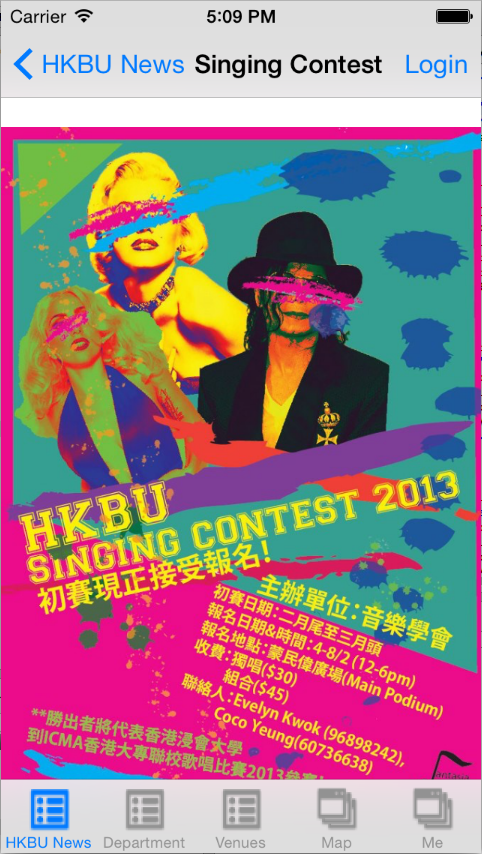 Carrier 5:09 PM
HKBU News Singing Contest Login
HKBU
SINGING CONTEST 2013
初賽現正接受報名!
主辦單位：音樂學會
初賽日期：二月尾至三月頭
報名日期&時間：4-8/2 (12-6pm)
報名地點：蒙民偉廣場(Main Podium)
收費：獨唱($30)
組合($45)
聯絡人：Evelyn Kwok (96898242),
Coco Yeung(60736638)
**勝出者將代表香港浸會大學
到ICMA香港大專聯校歌唱比賽2013參賽!
HKBU News Department Venues Map Me